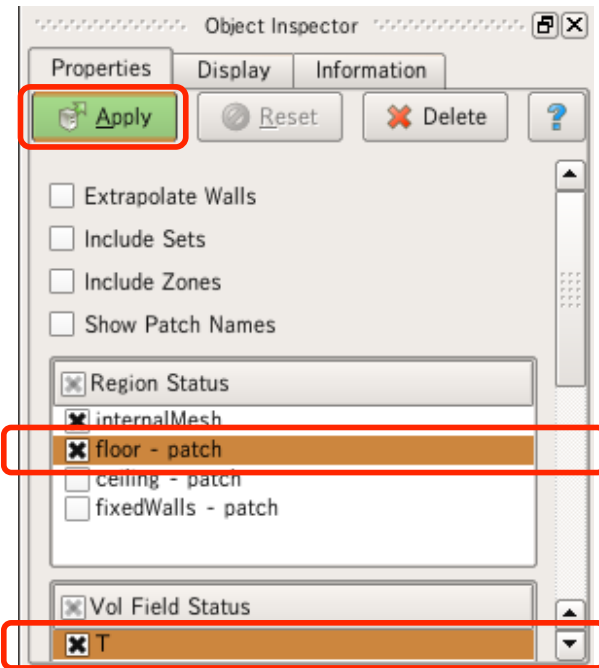 Object Inspector
Properties Display Information
Apply Reset Delete ?
Extrapolate Walls
Include Sets
Include Zones
Show Patch Names
Region Status
internalMesh
floor - patch
ceiling - patch
fixedWalls - patch
Vol Field Status
T